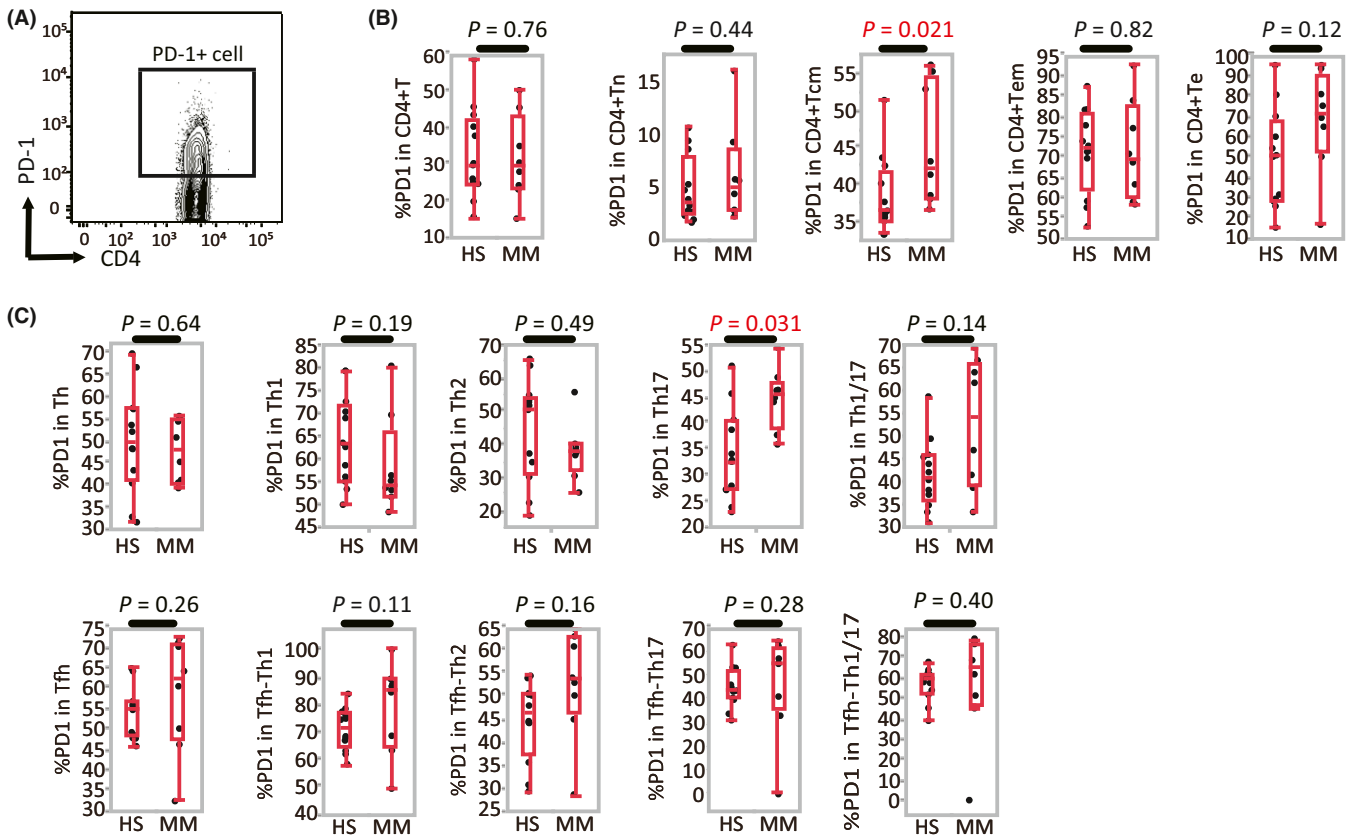 (A)
PD-1+ cell
10⁵
10⁴
10³
10²
0
PD-1
0 10² 10³ 10⁴ 10⁵
CD4
(B)
P = 0.76
%PD1 in CD4+T
60
50
40
30
20
10
HS MM
P = 0.44
%PD1 in CD4+Tn
15
10
5
0
HS MM
P = 0.021
%PD1 in CD4+Tcm
55
50
45
40
35
HS MM
P = 0.82
%PD1 in CD4+Tem
95
90
85
80
75
70
65
60
55
50
HS MM
P = 0.12
%PD1 in CD4+Te
100
90
80
70
60
50
40
30
20
10
HS MM
(C)
P = 0.64
%PD1 in Th
70
65
60
55
50
45
40
35
30
HS MM
P = 0.19
%PD1 in Th1
85
80
75
70
65
60
55
50
45
HS MM
P = 0.49
%PD1 in Th2
70
60
50
40
30
20
HS MM
P = 0.031
%PD1 in Th17
55
50
45
40
35
30
25
20
HS MM
P = 0.14
%PD1 in Th1/17
70
65
60
55
50
45
40
35
30
HS MM
P = 0.26
%PD1 in Tfh
75
70
65
60
55
50
45
40
35
30
HS MM
P = 0.11
%PD1 in Tfh-Th1
100
90
80
70
60
50
40
HS MM
P = 0.16
%PD1 in Tfh-Th2
65
60
55
50
45
40
35
30
25
HS MM
P = 0.28
%PD1 in Tfh-Th17
70
60
50
40
30
20
10
0
HS MM
P = 0.40
%PD1 in Tfh-Th1/17
80
70
60
50
40
30
20
10
0
HS MM